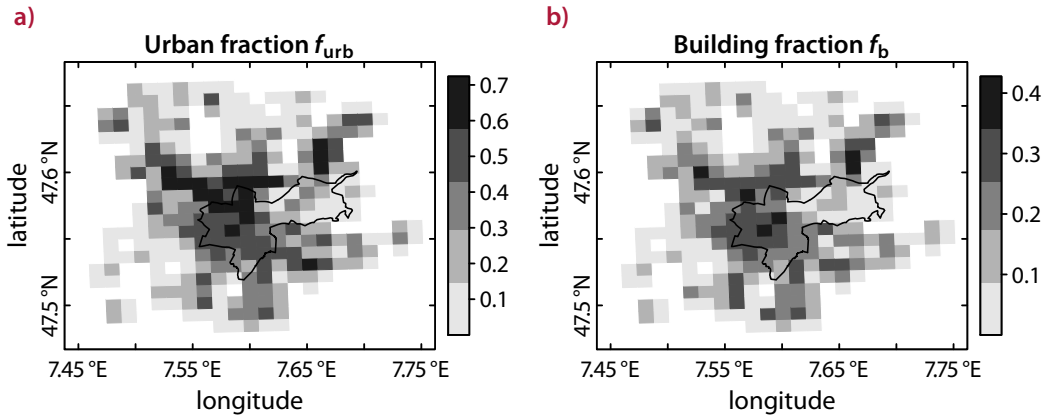 a)
Urban fraction f_urb
latitude
47.6 °N
47.5 °N
7.45 °E 7.55 °E 7.65 °E 7.75 °E
longitude
0.7
0.6
0.5
0.4
0.3
0.2
0.1
b)
Building fraction f_b
latitude
47.6 °N
47.5 °N
7.45 °E 7.55 °E 7.65 °E 7.75 °E
longitude
0.4
0.3
0.2
0.1